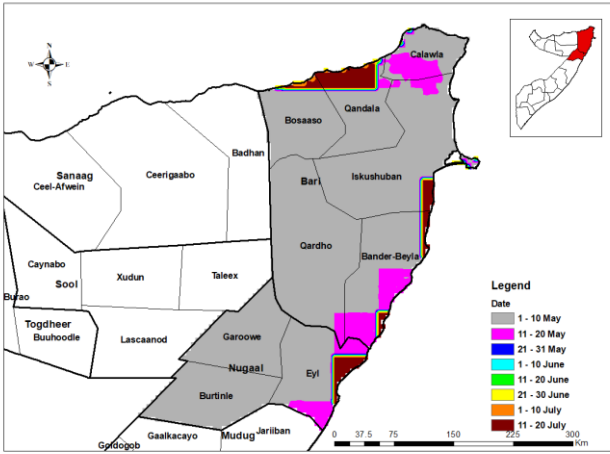 Calawla
Qandala
Bosaaso
Badhan
Sanaag
Ceel-Afwein
Ceerigaabo
Bari
Iskushuban
Qardho
Bander-Beyla
Caynabo
Sool
Xudun
Taleex
Burao
Togdheer
Buuhoodle
Lascaanod
Garoowe
Nugaal
Eyl
Burtinle
Jariiban
Gaalkacayo
Mudug
Goldogob
N
W
E
S
Legend
Date
1 - 10 May
11 - 20 May
21 - 31 May
1 - 10 June
11 - 20 June
21 - 30 June
1 - 10 July
11 - 20 July
0 37.5 75 150 225 300
Km